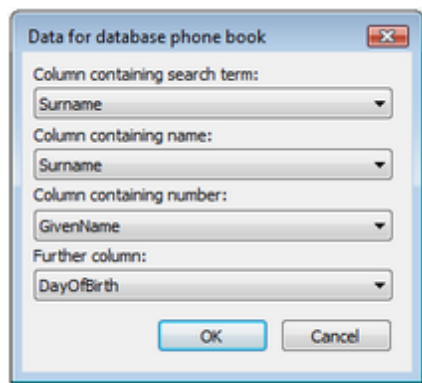 Data for database phone book
Column containing search term:
Surname
Column containing name:
Surname
Column containing number:
GivenName
Further column:
DayOfBirth
OK Cancel